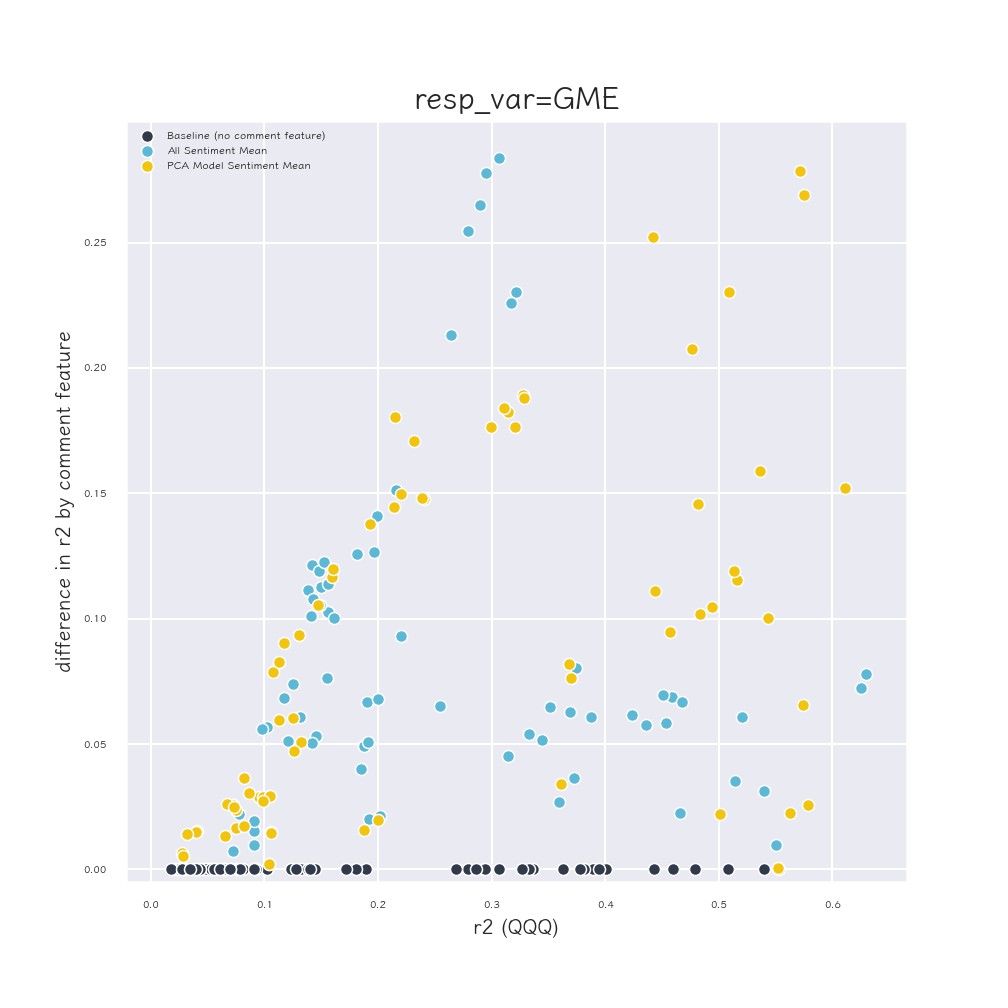 resp_var=GME
Baseline (no comment feature)
All Sentiment Mean
PCA Model Sentiment Mean
difference in r2 by comment feature
0.25
0.20
0.15
0.10
0.05
0.00
0.0 0.1 0.2 0.3 0.4 0.5 0.6
r2 (QQQ)